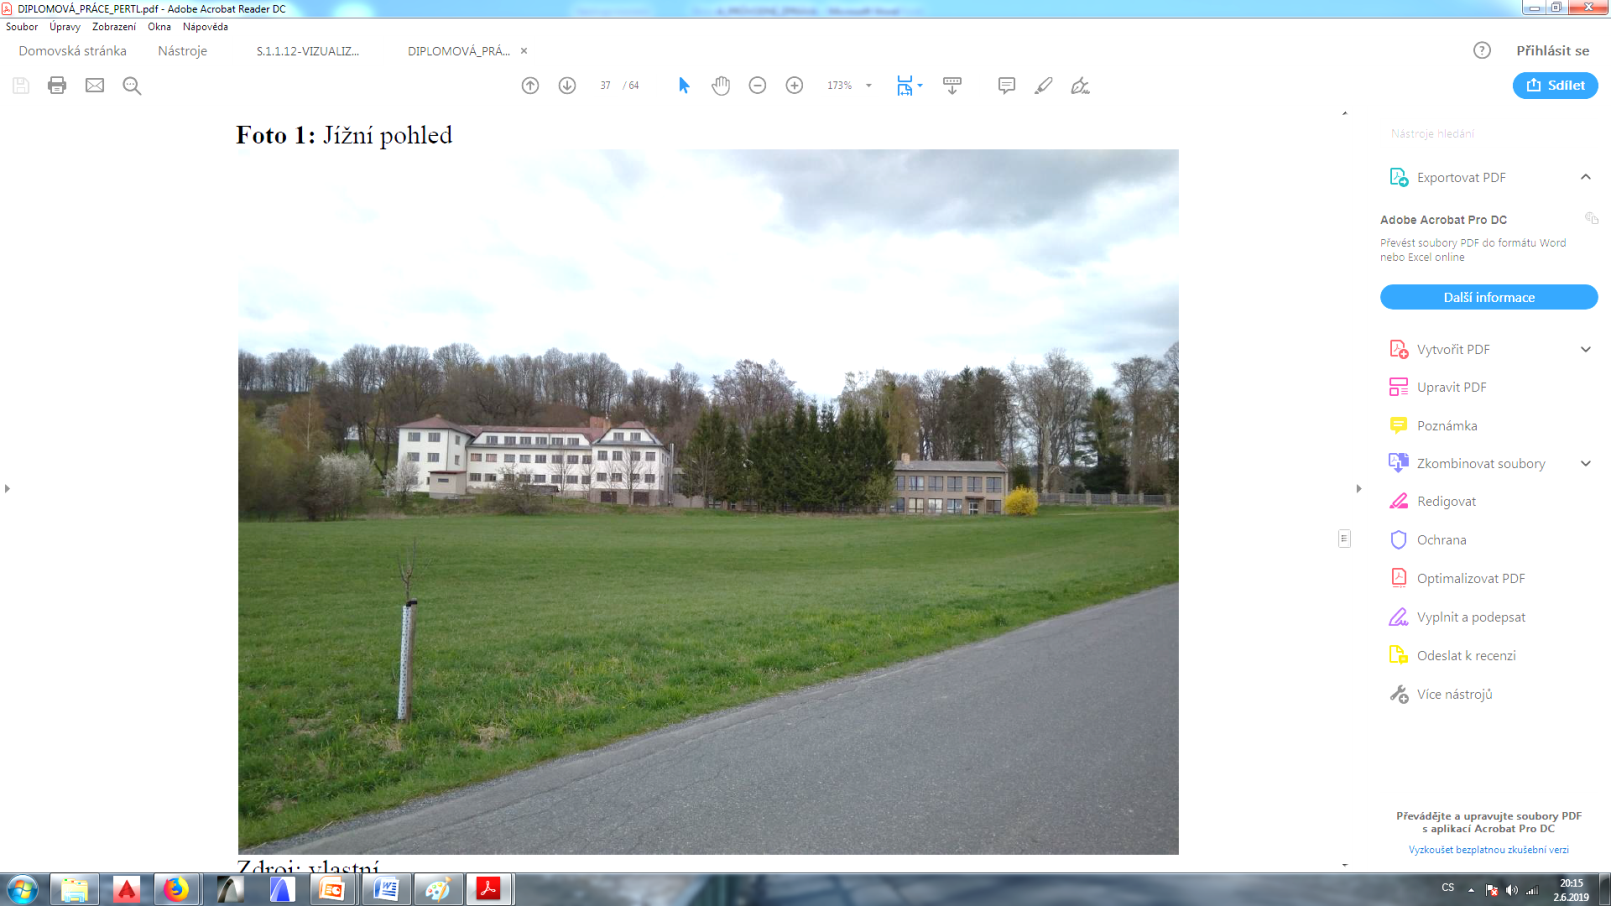 DIPLOMOVÁ_PRÁCE_PERTL.pdf - Adobe Acrobat Reader DC
Soubor Úpravy Zobrazení Okna Nápověda
Domovská stránka Nástroje S.1.1.12-VIZUALIZ... DIPLOMOVÁ_PRÁ... × Přihlásit se
37 / 64 173% Sdílet
Foto 1: Jížní pohled
Zdroj: vlastní
Nástroje hledání
Exportovat PDF
Adobe Acrobat Pro DC
Převést soubory PDF do formátu Word
nebo Excel online
Další informace
Vytvořit PDF
Upravit PDF
Poznámka
Zkombinovat soubory
Redigovat
Ochrana
Optimalizovat PDF
Vyplnit a podepsat
Odeslat k recenzi
Více nástrojů
Převádějte a upravujte soubory PDF
s aplikací Acrobat Pro DC
Vyzkoušet bezplatnou zkušební verzi
CS 20:15
2.6.2019